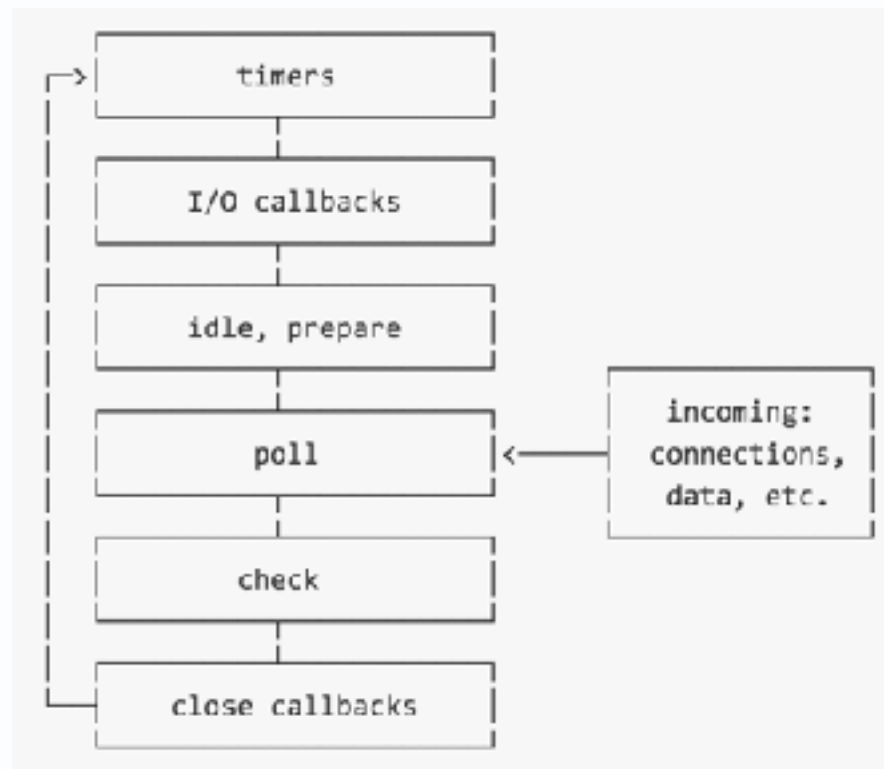 timers
I/O callbacks
idle, prepare
incoming:
poll
connections,
data, etc.
check
close callbacks